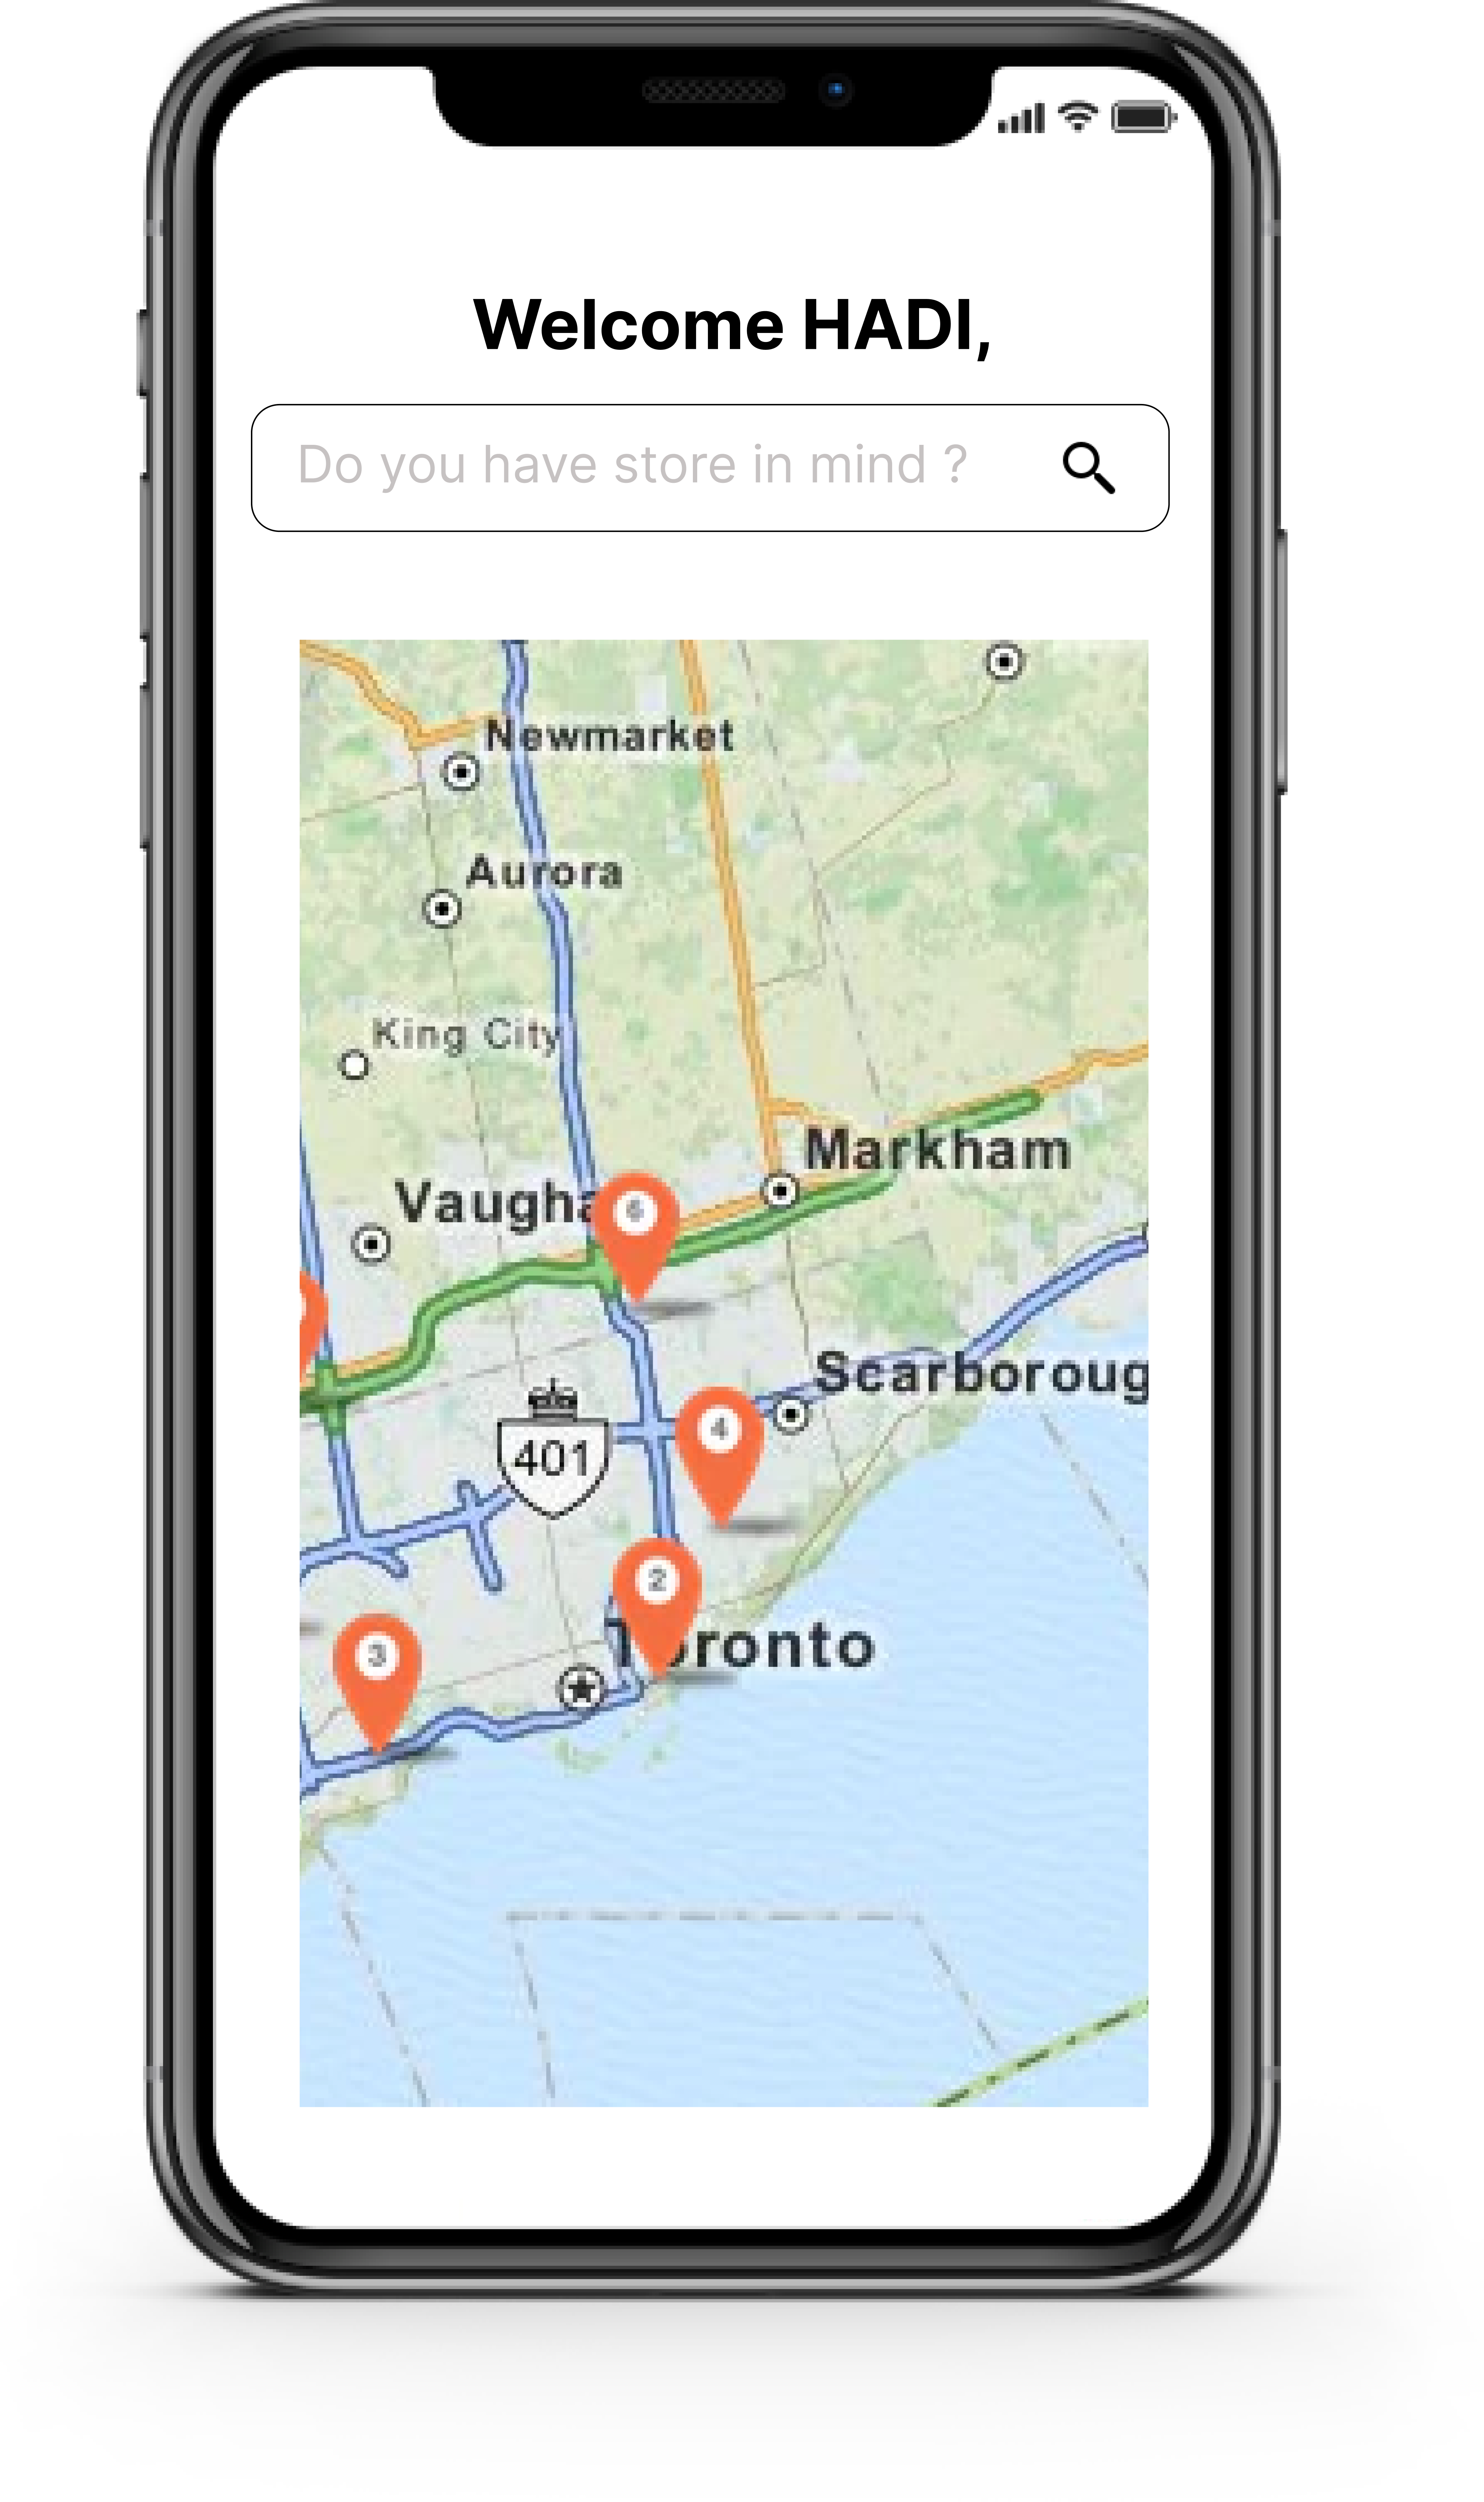 Welcome HADI,
Do you have store in mind ?
Newmarket
Aurora
King City
Markham
Vaugha
6
Scarboroug
4
401
2
Toronto
3